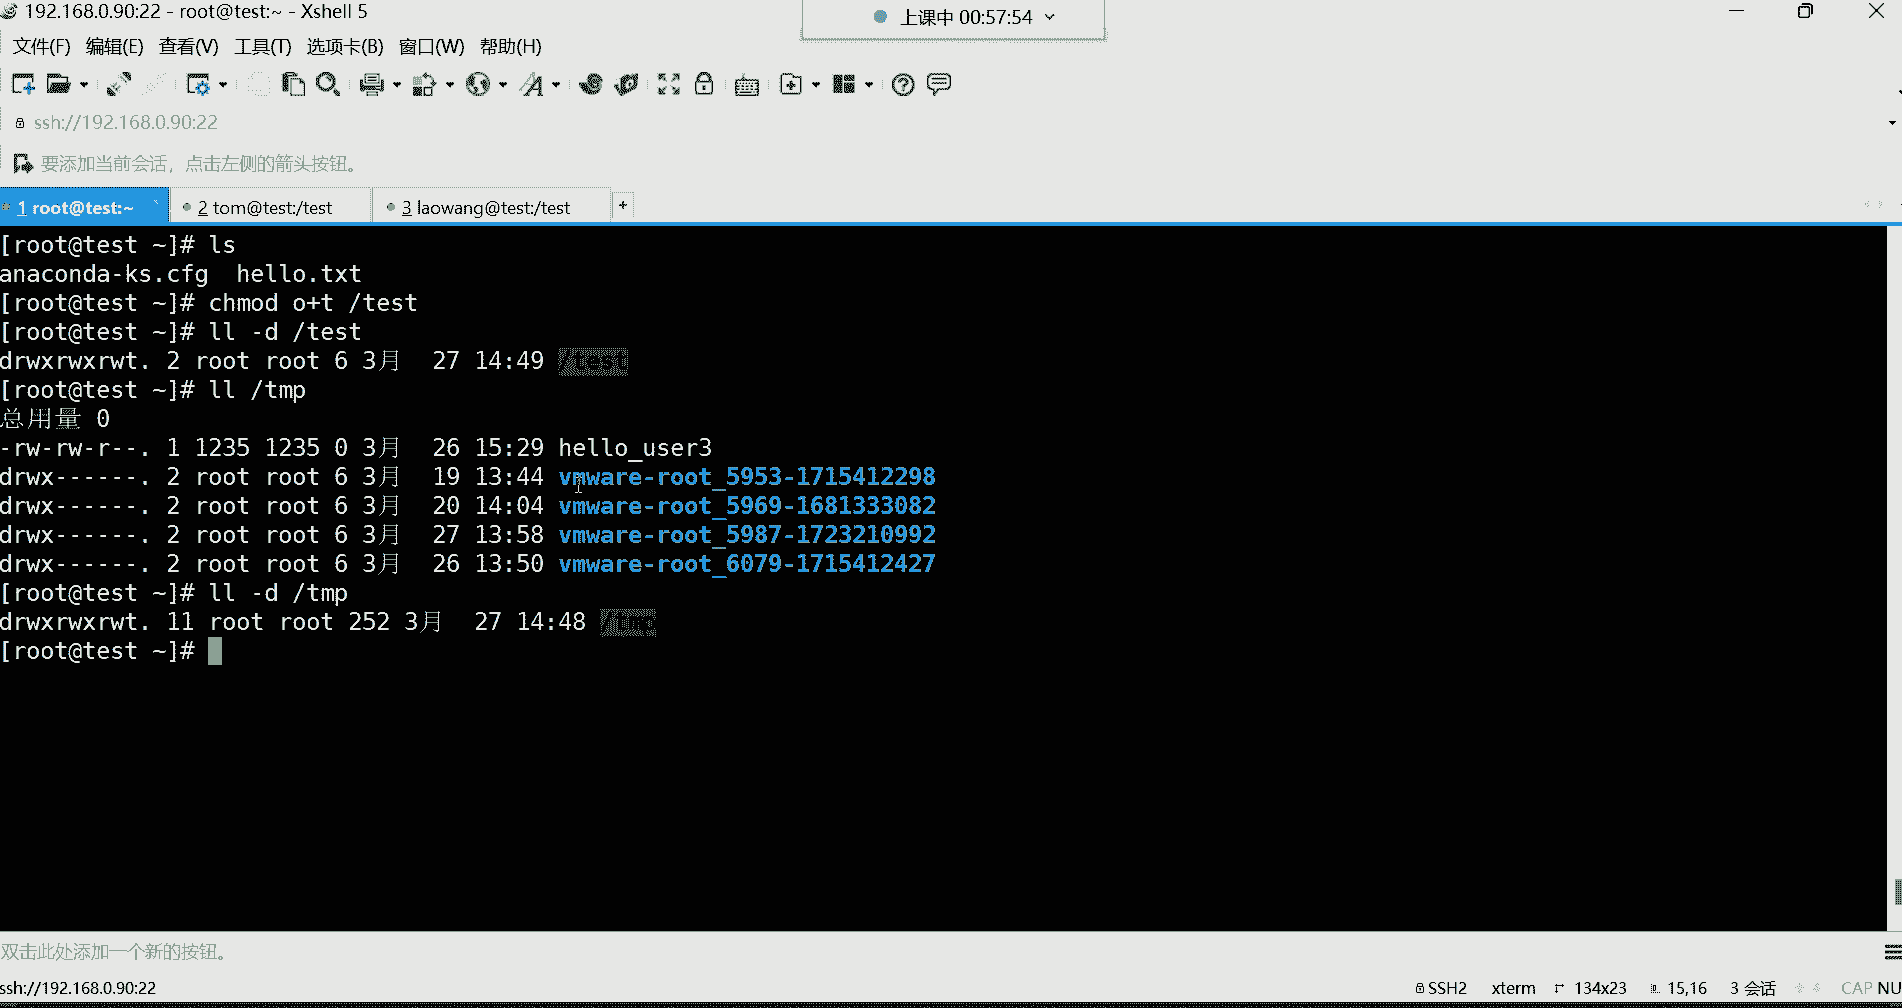 192.168.0.90:22 - root@test:~ - Xshell 5
上课中 00:57:54
文件(F) 编辑(E) 查看(V) 工具(T) 选项卡(B) 窗口(W) 帮助(H)
ssh://192.168.0.90:22
要添加当前会话，点击左侧的箭头按钮。
1 root@test:~ 2 tom@test:/test 3 laowang@test:/test +
[root@test ~]# ls
anaconda-ks.cfg  hello.txt
[root@test ~]# chmod o+t /test
[root@test ~]# ll -d /test
drwxrwxrwt. 2 root root 6 3月  27 14:49 /test
[root@test ~]# ll /tmp
总用量 0
-rw-rw-r--. 1 1235 1235 0 3月  26 15:29 hello_user3
drwx------. 2 root root 6 3月  19 13:44 vmware-root_5953-1715412298
drwx------. 2 root root 6 3月  20 14:04 vmware-root_5969-1681333082
drwx------. 2 root root 6 3月  27 13:58 vmware-root_5987-1723210992
drwx------. 2 root root 6 3月  26 13:50 vmware-root_6079-1715412427
[root@test ~]# ll -d /tmp
drwxrwxrwt. 11 root root 252 3月  27 14:48 /tmp
[root@test ~]#
双击此处添加一个新的按钮。
ssh://192.168.0.90:22 SSH2 xterm 134x23 15,16 3 会话 CAP NU